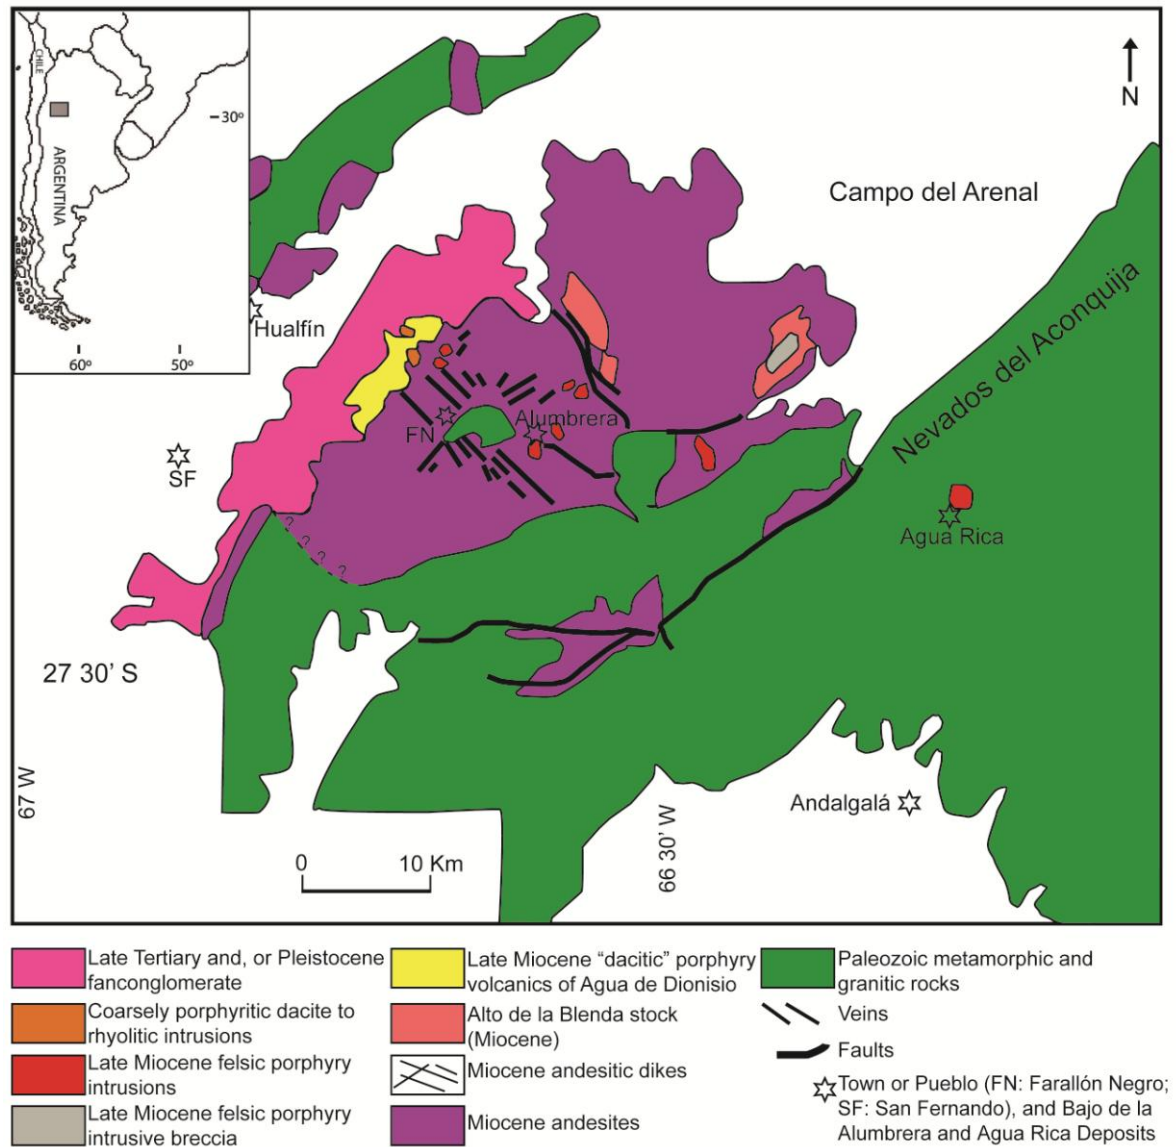 CHILE
ARGENTINA
30º
60º
50º
N
Campo del Arenal
Nevados del Aconquija
Hualfín
FN
Alumbrera
SF
Agua Rica
?
?
?
?
27 30' S
67 W
66 30' W
Andalgalá
0 10 Km
Late Tertiary and, or Pleistocene
fanconglomerate
Coarsely porphyritic dacite to
rhyolitic intrusions
Late Miocene felsic porphyry
intrusions
Late Miocene felsic porphyry
intrusive breccia
Late Miocene “dacitic” porphyry
volcanics of Agua de Dionisio
Alto de la Blenda stock
(Miocene)
Miocene andesitic dikes
Miocene andesites
Paleozoic metamorphic and
granitic rocks
Veins
Faults
Town or Pueblo (FN: Farallón Negro;
SF: San Fernando), and Bajo de la
Alumbrera and Agua Rica Deposits